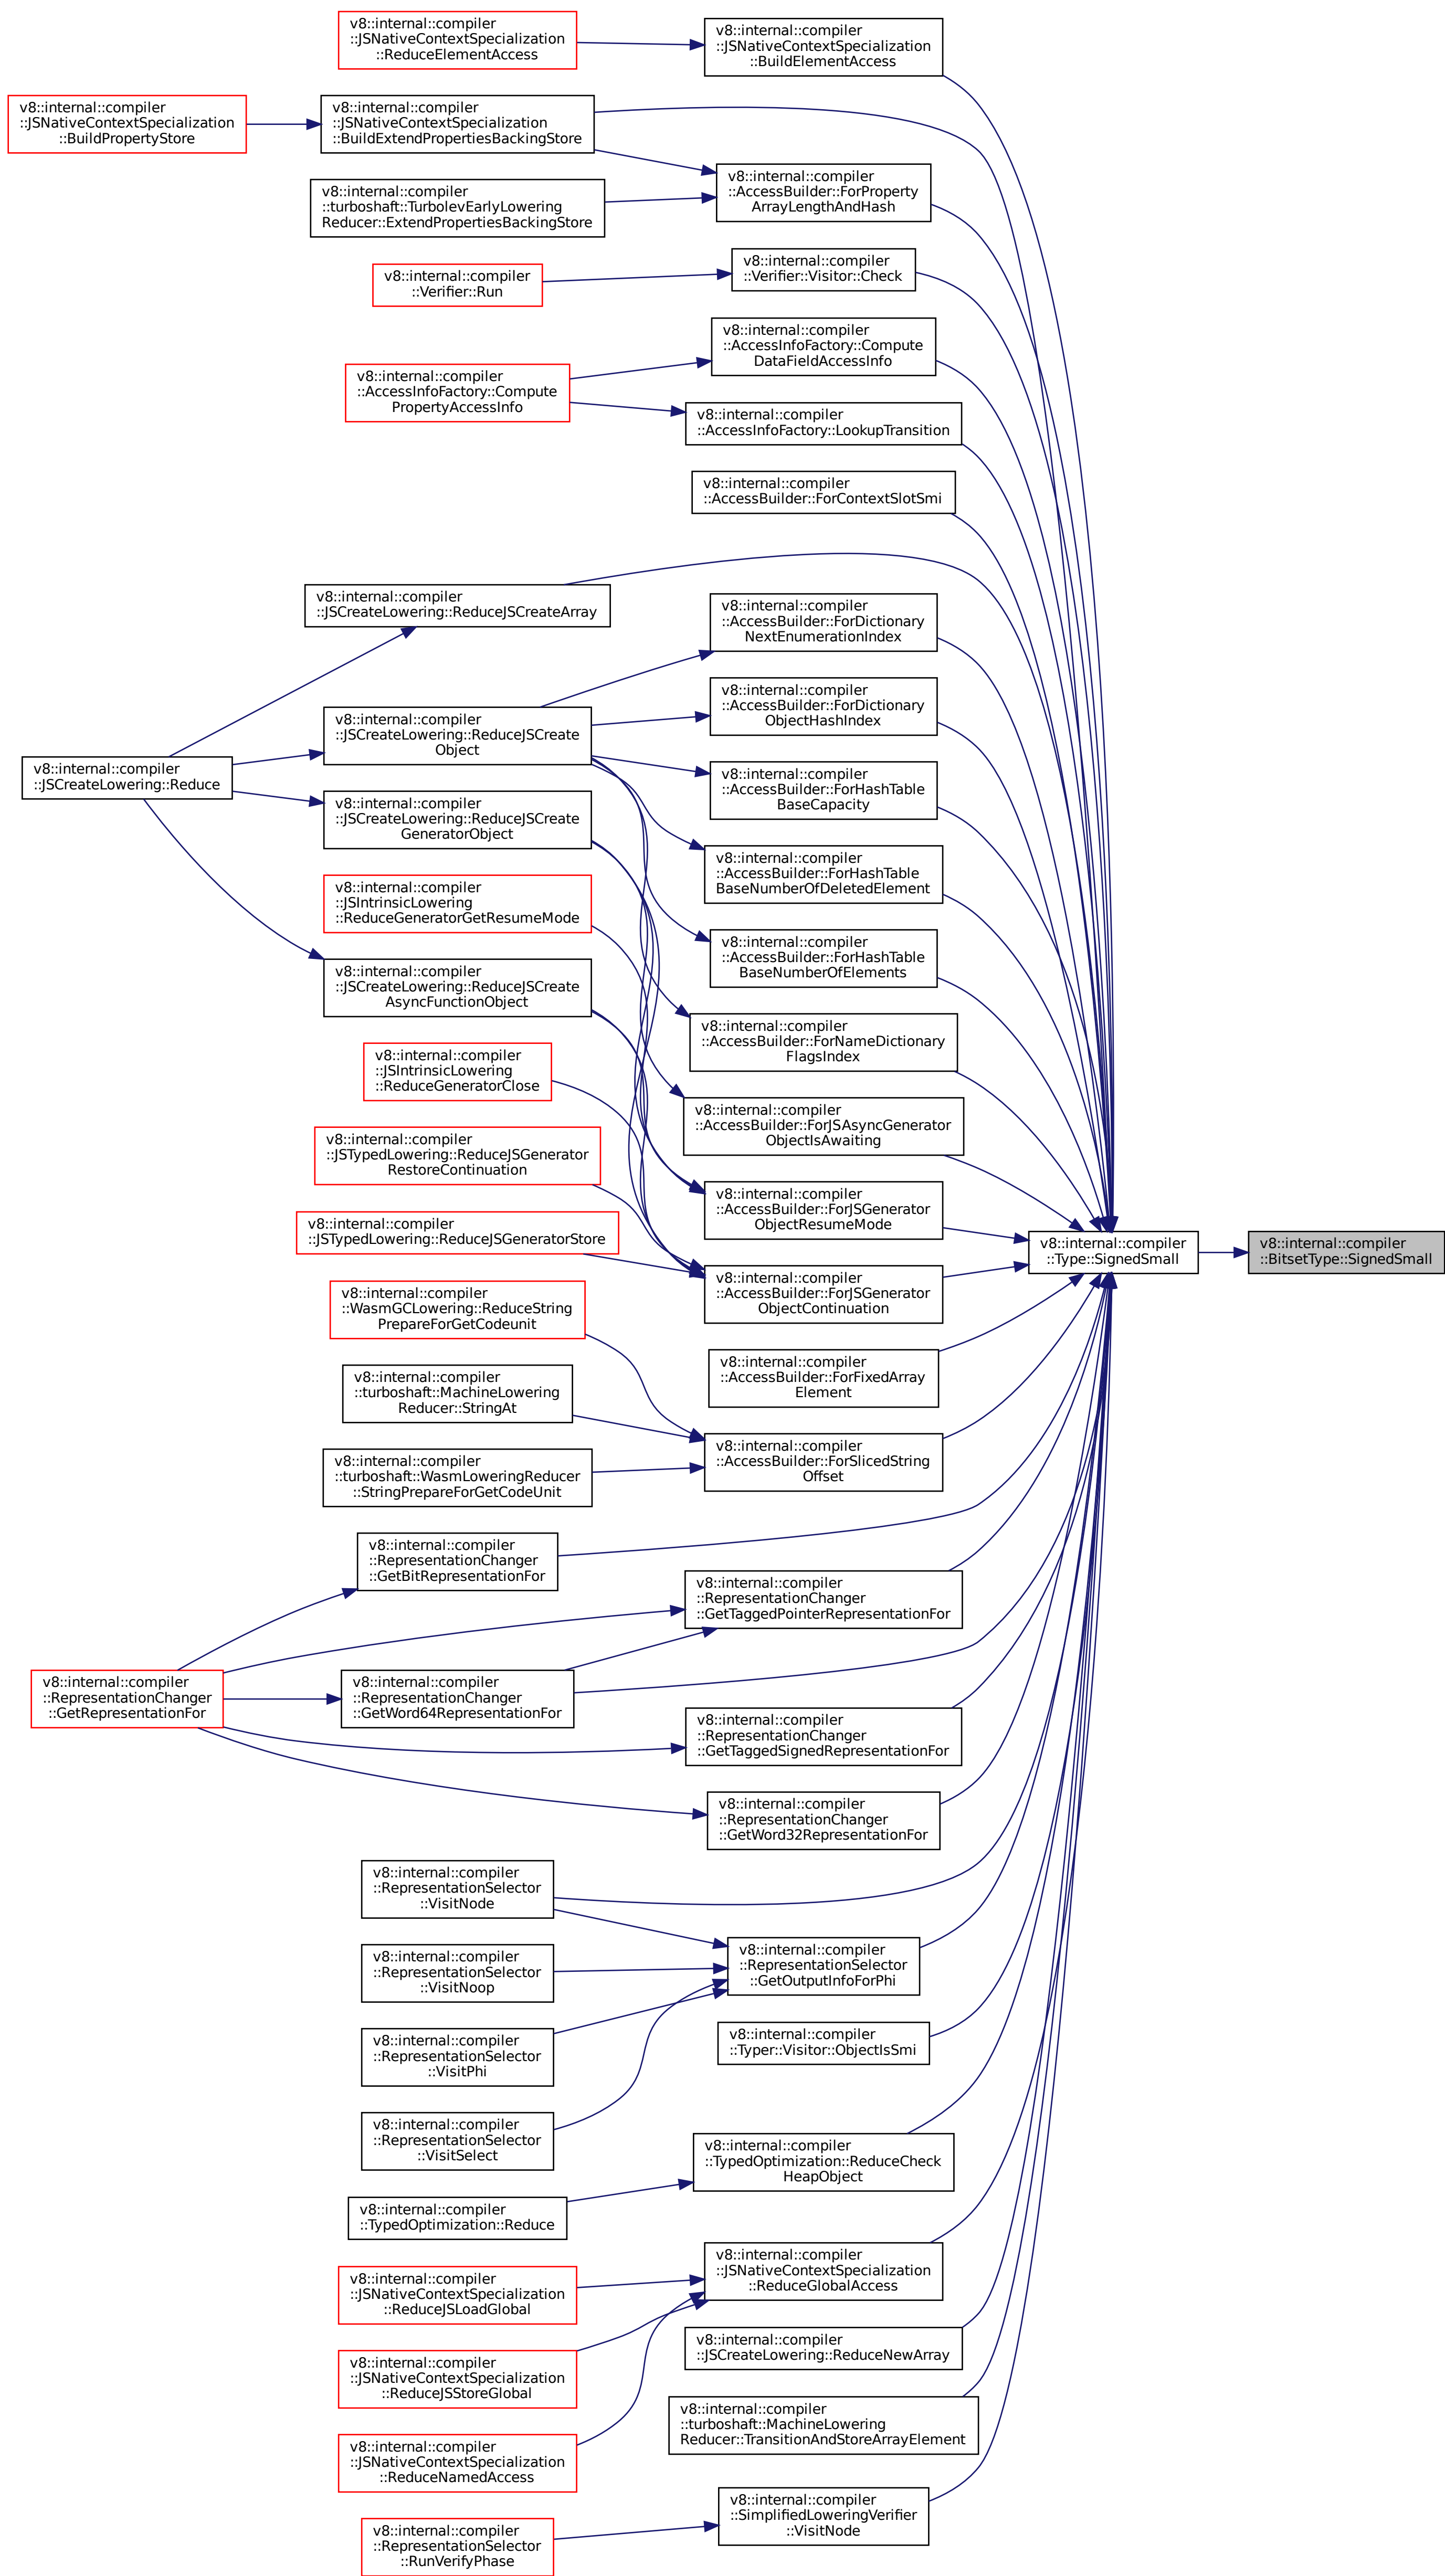 v8::internal::compiler
::JSNativeContextSpecialization
::ReduceElementAccess
v8::internal::compiler
::JSNativeContextSpecialization
::BuildElementAccess
v8::internal::compiler
::JSNativeContextSpecialization
::BuildPropertyStore
v8::internal::compiler
::JSNativeContextSpecialization
::BuildExtendPropertiesBackingStore
v8::internal::compiler
::AccessBuilder::ForProperty
ArrayLengthAndHash
v8::internal::compiler
::turboshaft::TurbolevEarlyLowering
Reducer::ExtendPropertiesBackingStore
v8::internal::compiler
::Verifier::Visitor::Check
v8::internal::compiler
::Verifier::Run
v8::internal::compiler
::AccessInfoFactory::Compute
DataFieldAccessInfo
v8::internal::compiler
::AccessInfoFactory::Compute
PropertyAccessInfo
v8::internal::compiler
::AccessInfoFactory::LookupTransition
v8::internal::compiler
::AccessBuilder::ForContextSlotSmi
v8::internal::compiler
::JSCreateLowering::ReduceJSCreateArray
v8::internal::compiler
::AccessBuilder::ForDictionary
NextEnumerationIndex
v8::internal::compiler
::AccessBuilder::ForDictionary
ObjectHashIndex
v8::internal::compiler
::JSCreateLowering::ReduceJSCreate
Object
v8::internal::compiler
::JSCreateLowering::Reduce
v8::internal::compiler
::AccessBuilder::ForHashTable
BaseCapacity
v8::internal::compiler
::JSCreateLowering::ReduceJSCreate
GeneratorObject
v8::internal::compiler
::AccessBuilder::ForHashTable
BaseNumberOfDeletedElement
v8::internal::compiler
::JSIntrinsicLowering
::ReduceGeneratorGetResumeMode
v8::internal::compiler
::AccessBuilder::ForHashTable
BaseNumberOfElements
v8::internal::compiler
::JSCreateLowering::ReduceJSCreate
AsyncFunctionObject
v8::internal::compiler
::AccessBuilder::ForNameDictionary
FlagsIndex
v8::internal::compiler
::JSIntrinsicLowering
::ReduceGeneratorClose
v8::internal::compiler
::AccessBuilder::ForJSAsyncGenerator
ObjectIsAwaiting
v8::internal::compiler
::JSTypedLowering::ReduceJSGenerator
RestoreContinuation
v8::internal::compiler
::AccessBuilder::ForJSGenerator
ObjectResumeMode
v8::internal::compiler
::JSTypedLowering::ReduceJSGeneratorStore
v8::internal::compiler
::Type::SignedSmall
v8::internal::compiler
::BitsetType::SignedSmall
v8::internal::compiler
::AccessBuilder::ForJSGenerator
ObjectContinuation
v8::internal::compiler
::WasmGCLowering::ReduceString
PrepareForGetCodeunit
v8::internal::compiler
::AccessBuilder::ForFixedArray
Element
v8::internal::compiler
::turboshaft::MachineLowering
Reducer::StringAt
v8::internal::compiler
::AccessBuilder::ForSlicedString
Offset
v8::internal::compiler
::turboshaft::WasmLoweringReducer
::StringPrepareForGetCodeUnit
v8::internal::compiler
::RepresentationChanger
::GetBitRepresentationFor
v8::internal::compiler
::RepresentationChanger
::GetTaggedPointerRepresentationFor
v8::internal::compiler
::RepresentationChanger
::GetRepresentationFor
v8::internal::compiler
::RepresentationChanger
::GetWord64RepresentationFor
v8::internal::compiler
::RepresentationChanger
::GetTaggedSignedRepresentationFor
v8::internal::compiler
::RepresentationChanger
::GetWord32RepresentationFor
v8::internal::compiler
::RepresentationSelector
::VisitNode
v8::internal::compiler
::RepresentationSelector
::GetOutputInfoForPhi
v8::internal::compiler
::RepresentationSelector
::VisitNoop
v8::internal::compiler
::Typer::Visitor::ObjectIsSmi
v8::internal::compiler
::RepresentationSelector
::VisitPhi
v8::internal::compiler
::RepresentationSelector
::VisitSelect
v8::internal::compiler
::TypedOptimization::ReduceCheck
HeapObject
v8::internal::compiler
::TypedOptimization::Reduce
v8::internal::compiler
::JSNativeContextSpecialization
::ReduceGlobalAccess
v8::internal::compiler
::JSNativeContextSpecialization
::ReduceJSLoadGlobal
v8::internal::compiler
::JSCreateLowering::ReduceNewArray
v8::internal::compiler
::JSNativeContextSpecialization
::ReduceJSStoreGlobal
v8::internal::compiler
::turboshaft::MachineLowering
Reducer::TransitionAndStoreArrayElement
v8::internal::compiler
::JSNativeContextSpecialization
::ReduceNamedAccess
v8::internal::compiler
::SimplifiedLoweringVerifier
::VisitNode
v8::internal::compiler
::RepresentationSelector
::RunVerifyPhase